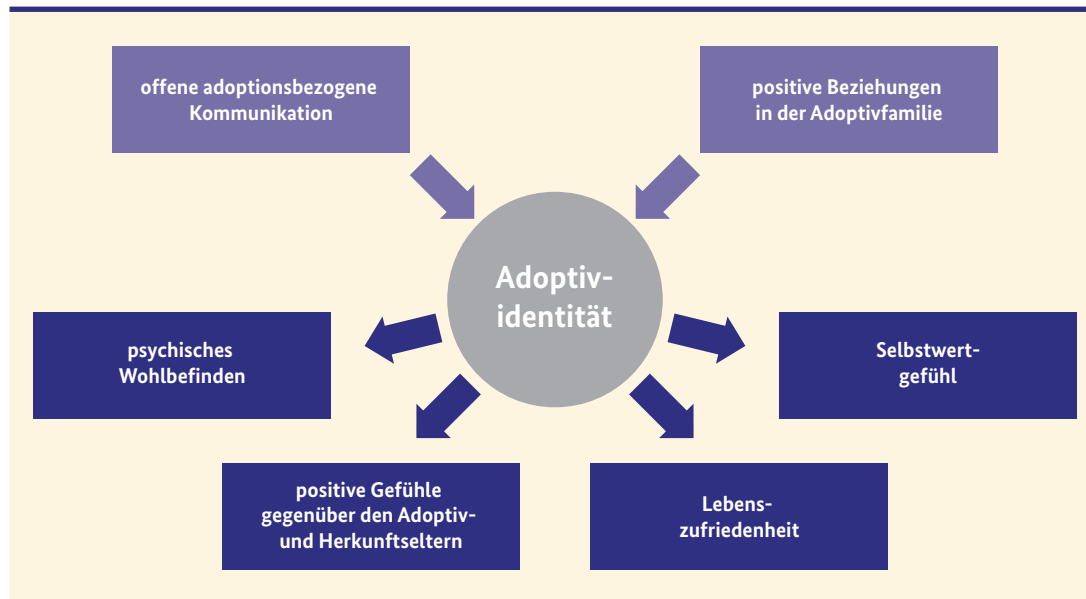 offene adoptionsbezogene
Kommunikation
positive Beziehungen
in der Adoptivfamilie
Adoptiv-
identität
psychisches
Wohlbefinden
Selbstwert-
gefühl
positive Gefühle
gegenüber den Adoptiv-
und Herkunftseltern
Lebens-
zufriedenheit